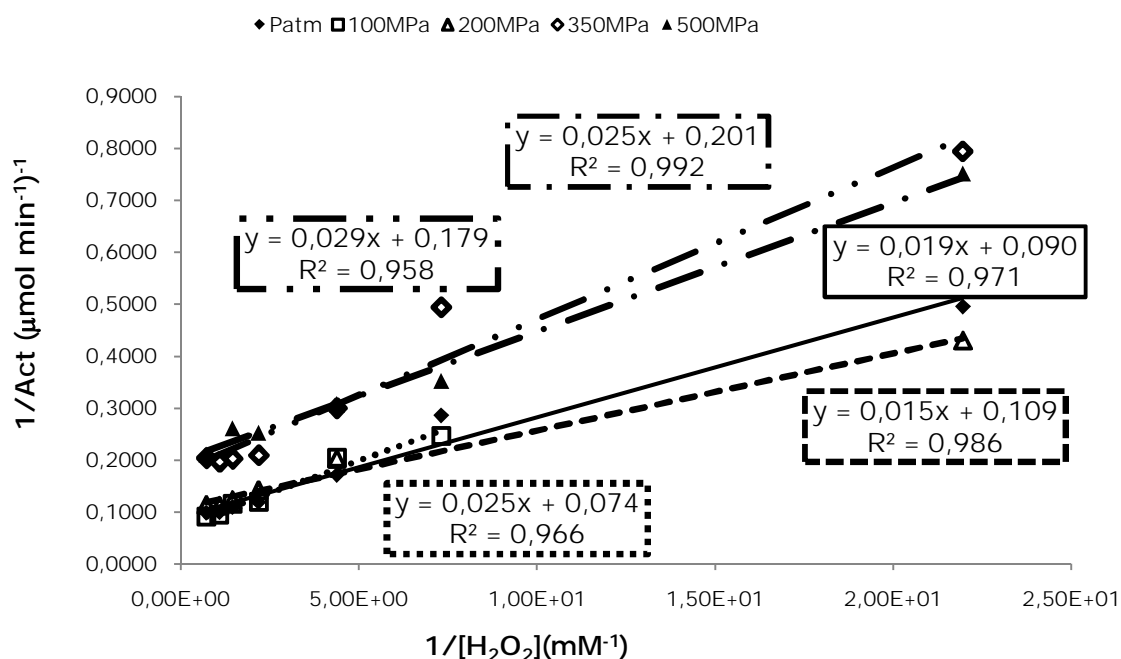 Patm 100MPa 200MPa 350MPa 500MPa
1/Act (µmol min⁻¹)⁻¹
0,9000
0,8000
0,7000
0,6000
0,5000
0,4000
0,3000
0,2000
0,1000
0,0000
y = 0,025x + 0,201
R² = 0,992
y = 0,029x + 0,179
R² = 0,958
y = 0,019x + 0,090
R² = 0,971
y = 0,015x + 0,109
R² = 0,986
y = 0,025x + 0,074
R² = 0,966
0,00E+00 5,00E+00 1,00E+01 1,50E+01 2,00E+01 2,50E+01
1/[H₂O₂](mM⁻¹)